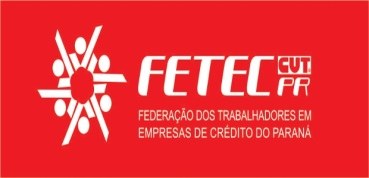 FETEC CUT PR
FEDERAÇÃO DOS TRABALHADORES EM
EMPRESAS DE CRÉDITO DO PARANÁ